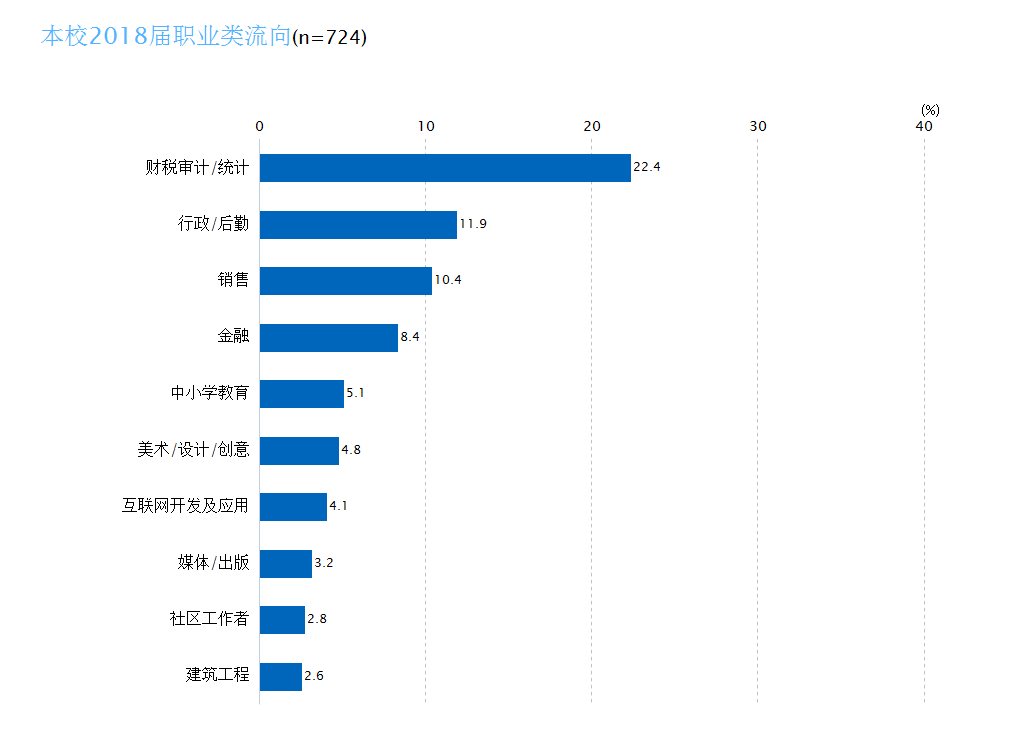 本校2018届职业类流向(n=724)
(%)
0 10 20 30 40
财税审计/统计 22.4
行政/后勤 11.9
销售 10.4
金融 8.4
中小学教育 5.1
美术/设计/创意 4.8
互联网开发及应用 4.1
媒体/出版 3.2
社区工作者 2.8
建筑工程 2.6